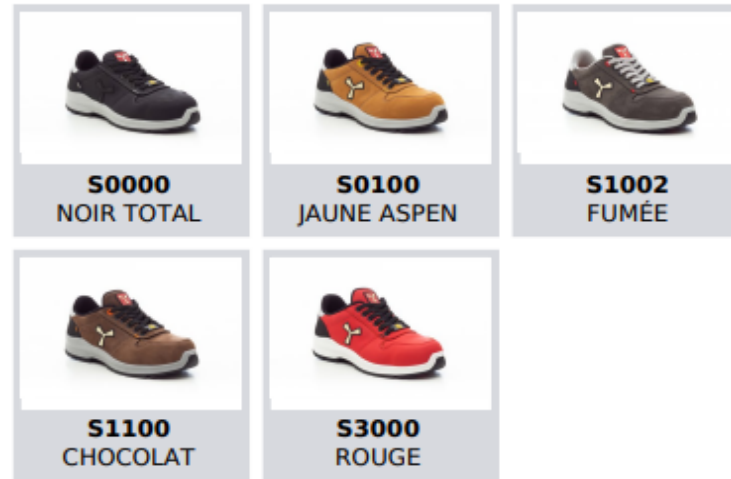 S0000
NOIR TOTAL
S0100
JAUNE ASPEN
S1002
FUMÉE
S1100
CHOCOLAT
S3000
ROUGE